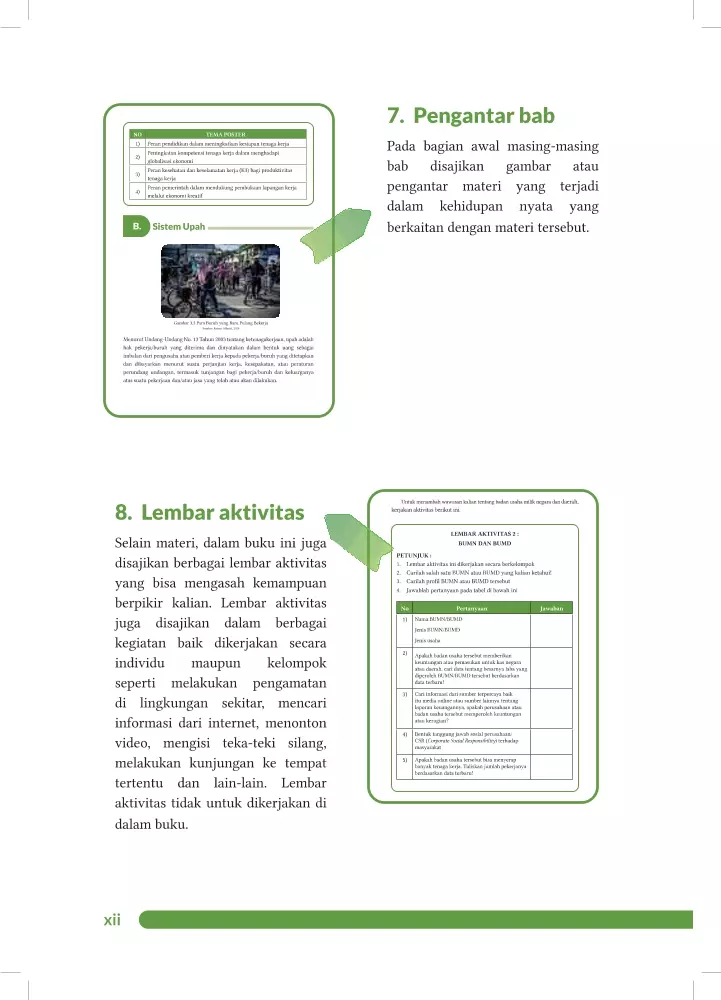 7. Pengantar bab
Pada bagian awal masing-masing
bab disajikan gambar atau
pengantar materi yang terjadi
dalam kehidupan nyata yang
berkaitan dengan materi tersebut.
NO TEMA POSTER
1) Peran pendidikan dalam meningkatkan kesiapan tenaga kerja
2) Peningkatan kompetensi tenaga kerja dalam menghadapi
globalisasi ekonomi
3) Peran kesehatan dan keselamatan kerja (K3) bagi produktivitas
tenaga kerja
4) Peran pemerintah dalam mendukung pembukaan lapangan kerja
melalui ekonomi kreatif
B. Sistem Upah
Gambar 3.3 Para Buruh yang Baru Pulang Bekerja
Menurut Undang-Undang No. 13 Tahun 2003 tentang ketenagakerjaan, upah adalah
hak pekerja/buruh yang diterima dan dinyatakan dalam bentuk uang sebagai
imbalan dari pengusaha atau pemberi kerja kepada pekerja/buruh yang ditetapkan
dan dibayarkan menurut suatu perjanjian kerja, kesepakatan, atau peraturan
perundang-undangan, termasuk tunjangan bagi pekerja/buruh dan keluarganya
atas suatu pekerjaan dan/atau jasa yang telah atau akan dilakukan.
8. Lembar aktivitas
Selain materi, dalam buku ini juga
disajikan berbagai lembar aktivitas
yang bisa mengasah kemampuan
berpikir kalian. Lembar aktivitas
juga disajikan dalam berbagai
kegiatan baik dikerjakan secara
individu maupun kelompok
seperti melakukan pengamatan
di lingkungan sekitar, mencari
informasi dari internet, menonton
video, mengisi teka-teki silang,
melakukan kunjungan ke tempat
tertentu dan lain-lain. Lembar
aktivitas tidak untuk dikerjakan di
dalam buku.
Untuk menambah wawasan kalian tentang badan usaha milik negara dan daerah,
kerjakan aktivitas berikut ini.
LEMBAR AKTIVITAS 2 :
BUMN DAN BUMD
PETUNJUK :
1. Lembar aktivitas ini dikerjakan secara berkelompok
2. Carilah salah satu BUMN atau BUMD yang kalian ketahui!
3. Carilah profil BUMN atau BUMD tersebut
4. Jawablah pertanyaan pada tabel di bawah ini
No Pertanyaan Jawaban
1) Nama BUMN/BUMD
Jenis BUMN/BUMD
Jenis usaha
2) Apakah badan usaha tersebut memberikan
keuntungan atau pemasukan untuk kas negara
atau daerah, cari data tentang besarnya laba yang
diperoleh BUMN/BUMD tersebut berdasarkan
data terbaru!
3) Cari informasi dari sumber terpercaya baik
itu media online atau sumber lainnya tentang
laporan keuangannya, apakah perusahaan atau
badan usaha tersebut memperoleh keuntungan
atau kerugian?
4) Bentuk tanggung jawab sosial perusahaan/
CSR (Corporate Social Responsibility) terhadap
masyarakat
5) Apakah badan usaha tersebut bisa menyerap
banyak tenaga kerja. Tuliskan jumlah pekerjanya
berdasarkan data terbaru!
xii